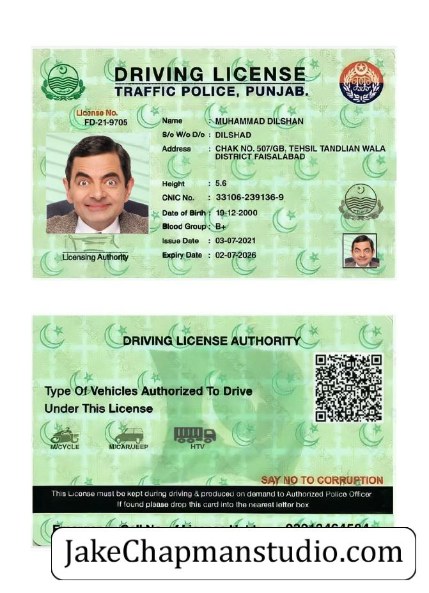 DRIVING LICENSE
TRAFFIC POLICE, PUNJAB.
License No.
FD-21-9705
Name : MUHAMMAD DILSHAN
S/o W/o D/o : DILSHAD
Address : CHAK NO. 507/GB, TEHSIL TANDLIAN WALA
DISTRICT FAISALABAD
Height : 5.6
CNIC No. : 33106-239136-9
Date of Birth : 19-12-2000
Blood Group : B+
Issue Date : 03-07-2021
Expiry Date : 02-07-2026
Licensing Authority
DRIVING LICENSE AUTHORITY
Type Of Vehicles Authorized To Drive
Under This License
M/CYCLE M/CAR/JEEP HTV
SAY NO TO CORRUPTION
This License must be kept during driving & produced on demand to Authorized Police Officer
If found please drop this card into the nearest letter box.
JakeChapmanstudio.com